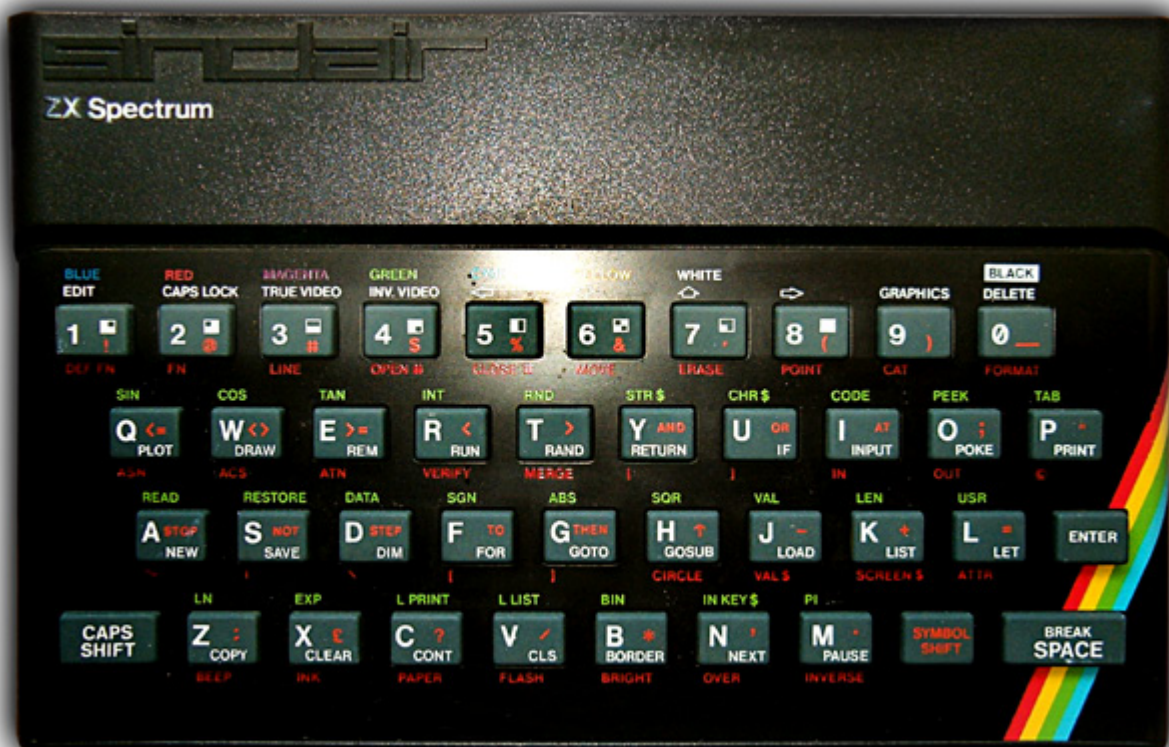 sinclair
ZX Spectrum
BLUE RED MAGENTA GREEN YELLOW WHITE BLACK
EDIT CAPS LOCK TRUE VIDEO INV. VIDEO ⇦ ⇧ ⇨ GRAPHICS DELETE
1 ! 2 @ 3 # 4 $ 5 % 6 & 7 ' 8 ( 9 ) 0 _
DEF FN FN LINE OPEN # CLOSE # MOVE ERASE POINT CAT FORMAT
SIN COS TAN INT RND STR $ CHR $ CODE PEEK TAB
Q <= W <> E >= R < T > Y AND U OR I AT O ; P "
PLOT DRAW REM RUN RAND RETURN IF INPUT POKE PRINT
ASN ACS ATN VERIFY MERGE [ ] IN OUT ©
READ RESTORE DATA SGN ABS SQR VAL LEN USR
A STOP S NOT D STEP F TO G THEN H ↑ J − K + L = ENTER
NEW SAVE DIM FOR GOTO GOSUB LOAD LIST LET
~ | \ { } CIRCLE VAL $ SCREEN $ ATTR
LN EXP L PRINT L LIST BIN IN KEY $ PI
CAPS SHIFT Z : X £ C ? V / B * N , M . SYMBOL SHIFT BREAK SPACE
COPY CLEAR CONT CLS BORDER NEXT PAUSE
BEEP INK PAPER FLASH BRIGHT OVER INVERSE